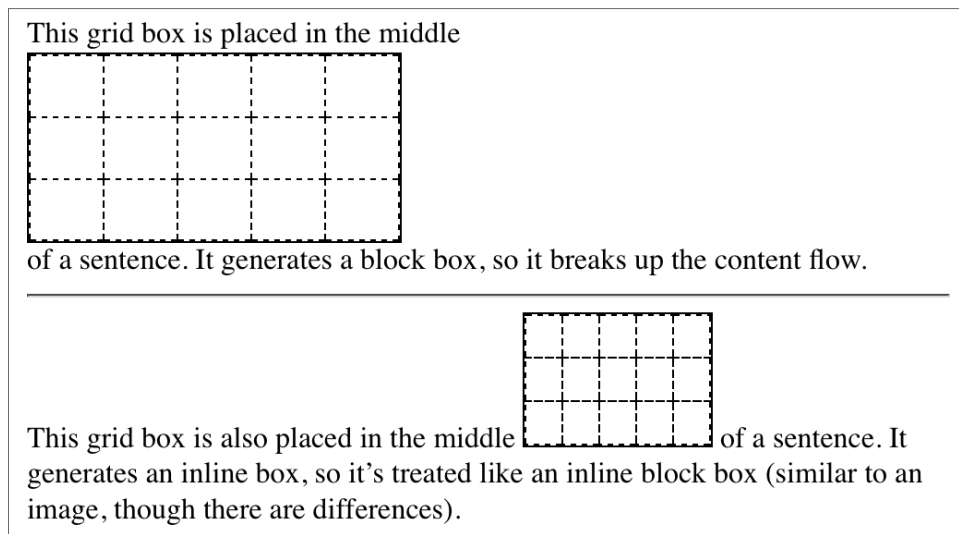 This grid box is placed in the middle
of a sentence. It generates a block box, so it breaks up the content flow.
This grid box is also placed in the middle of a sentence. It
generates an inline box, so it’s treated like an inline block box (similar to an
image, though there are differences).